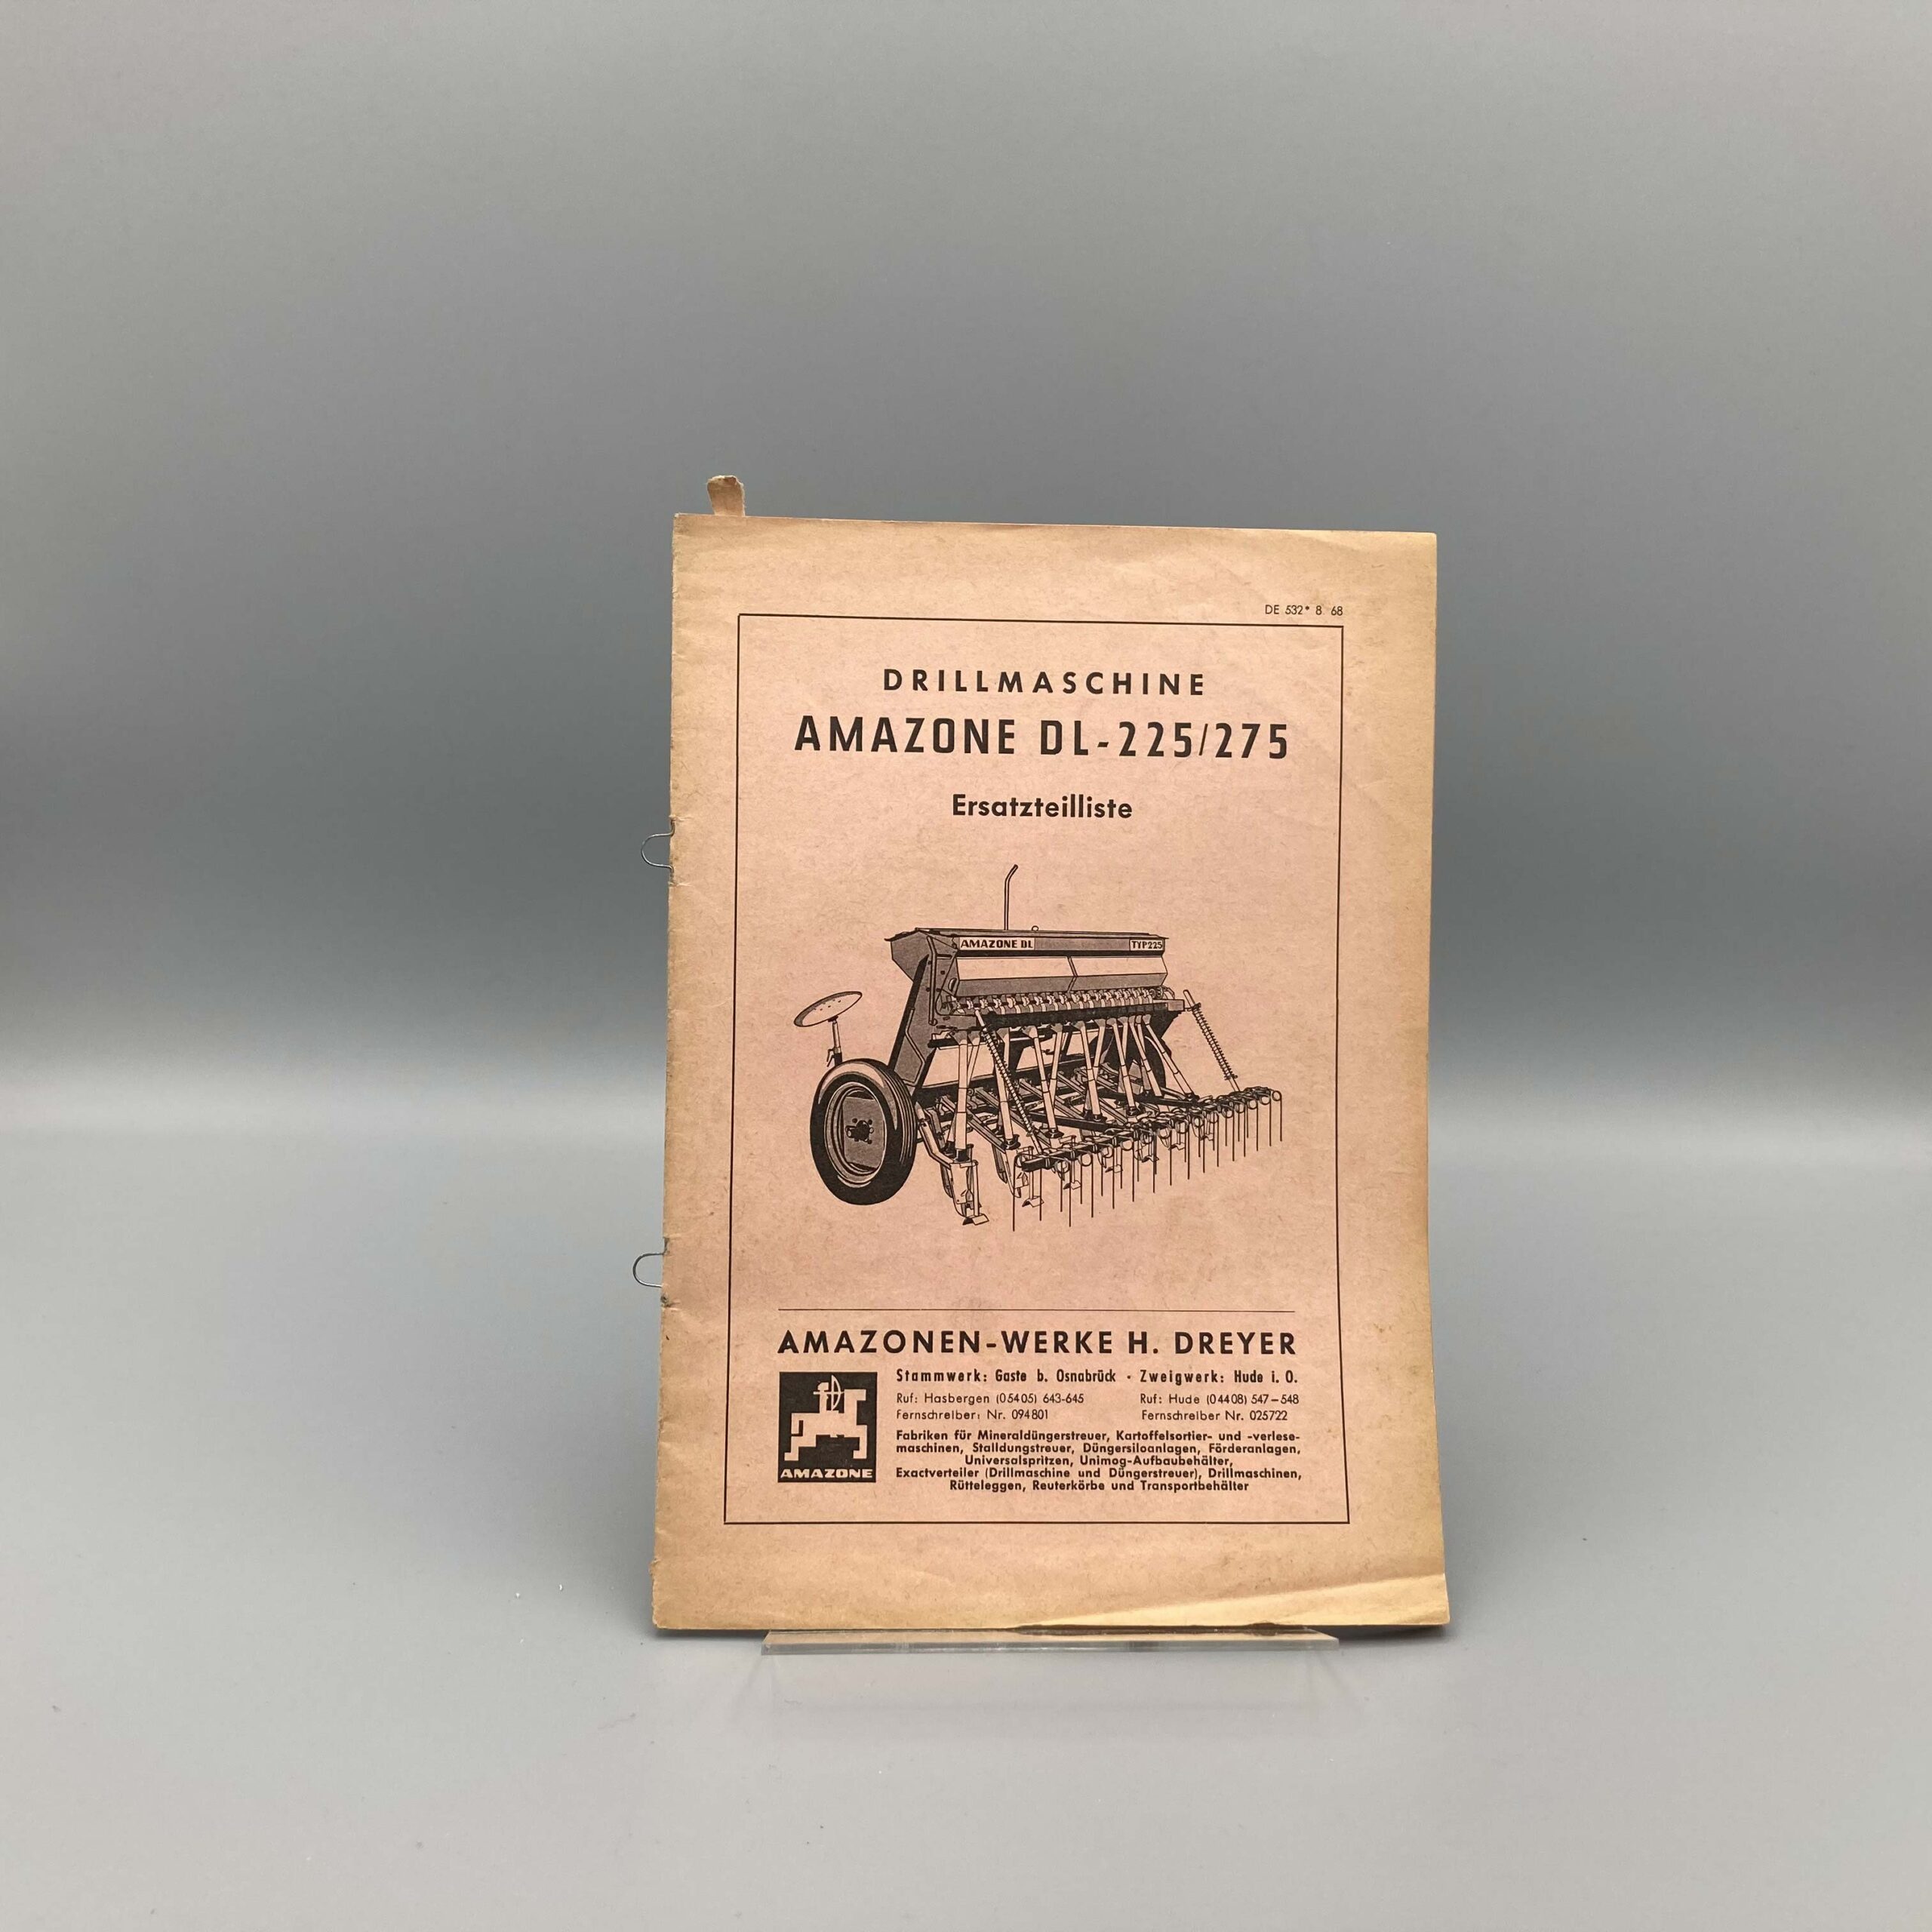 DE 532* 8 68
DRILLMASCHINE
AMAZONE DL-225/275
Ersatzteilliste
AMAZONE DL
TYP225
AMAZONEN-WERKE H. DREYER
Stammwerk: Gaste b. Osnabrück · Zweigwerk: Hude i. O.
Ruf: Hasbergen (05405) 643-645 Ruf: Hude (04408) 547-548
Fernschreiber: Nr. 094801 Fernschreiber Nr. 025722
Fabriken für Mineraldüngerstreuer, Kartoffelsortier- und -verlese-
maschinen, Stalldungstreuer, Düngersiloanlagen, Förderanlagen,
Universalspritzen, Unimog-Aufbaubehälter,
Exactverteiler (Drillmaschine und Düngerstreuer), Drillmaschinen,
Rütteleggen, Reuterkörbe und Transportbehälter
AMAZONE